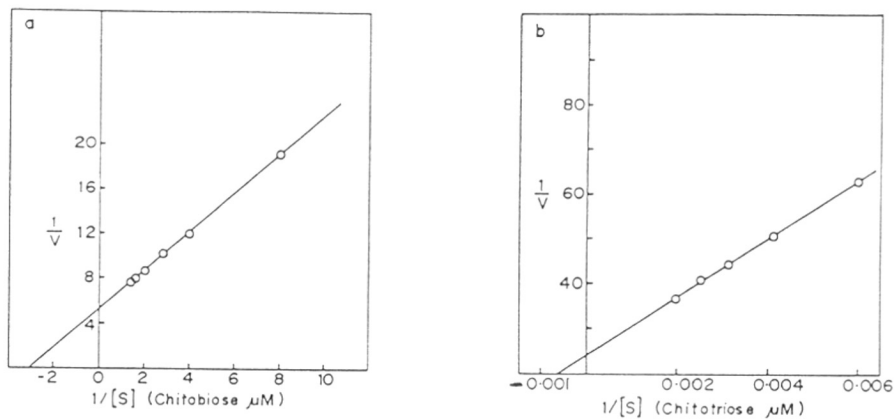 a
20
16
12
8
4
1
V
-2 0 2 4 6 8 10
1/[S] (Chitobiose µM)
b
80
60
40
1
V
-0.001 0.002 0.004 0.006
1/[S] (Chitotriose µM)